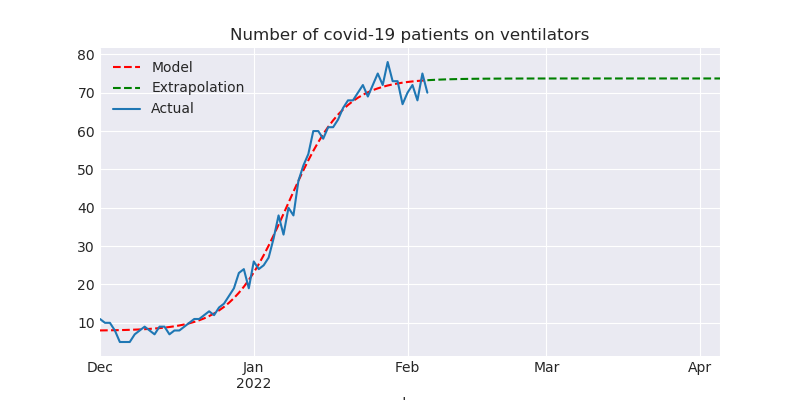 Number of covid-19 patients on ventilators
80
70
60
50
40
30
20
10
Model
Extrapolation
Actual
Dec
Jan
2022
Feb
Mar
Apr